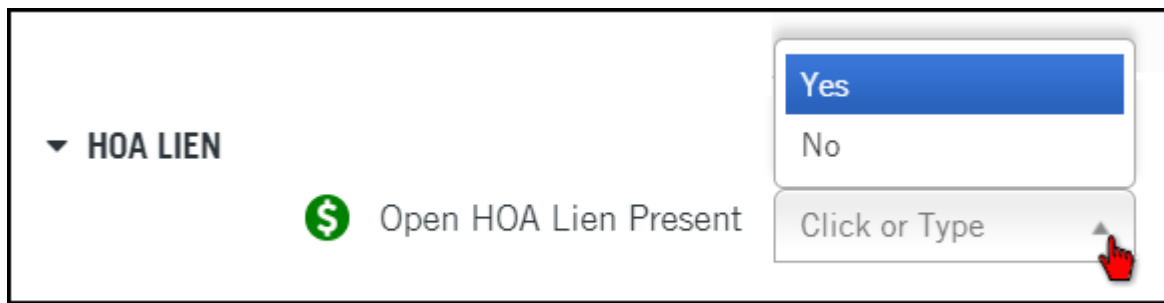 Yes
No
HOA LIEN
$ Open HOA Lien Present
Click or Type